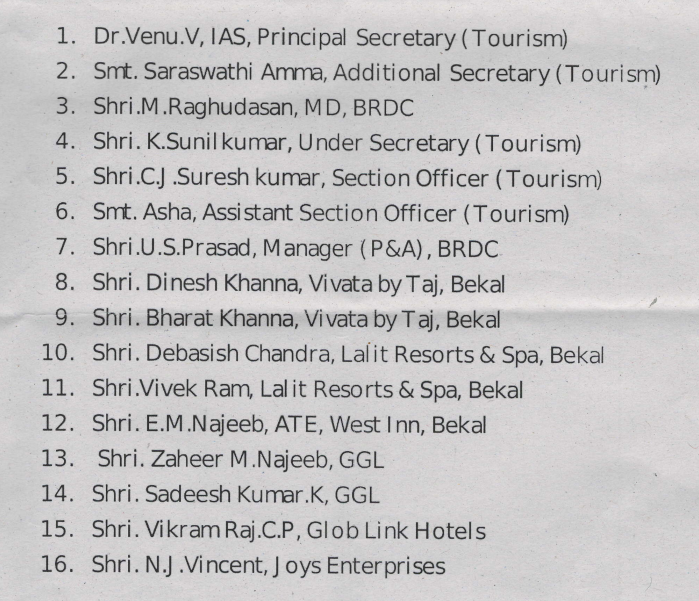 1. Dr.Venu.V, IAS, Principal Secretary (Tourism)
2. Smt. Saraswathi Amma, Additional Secretary (Tourism)
3. Shri.M.Raghudasan, MD, BRDC
4. Shri. K.Sunilkumar, Under Secretary (Tourism)
5. Shri.C.J.Suresh kumar, Section Officer (Tourism)
6. Smt. Asha, Assistant Section Officer (Tourism)
7. Shri.U.S.Prasad, Manager (P&A), BRDC
8. Shri. Dinesh Khanna, Vivata by Taj, Bekal
9. Shri. Bharat Khanna, Vivata by Taj, Bekal
10. Shri. Debasish Chandra, Lalit Resorts & Spa, Bekal
11. Shri.Vivek Ram, Lalit Resorts & Spa, Bekal
12. Shri. E.M.Najeeb, ATE, West Inn, Bekal
13. Shri. Zaheer M.Najeeb, GGL
14. Shri. Sadeesh Kumar.K, GGL
15. Shri. Vikram Raj.C.P, Glob Link Hotels
16. Shri. N.J.Vincent, Joys Enterprises